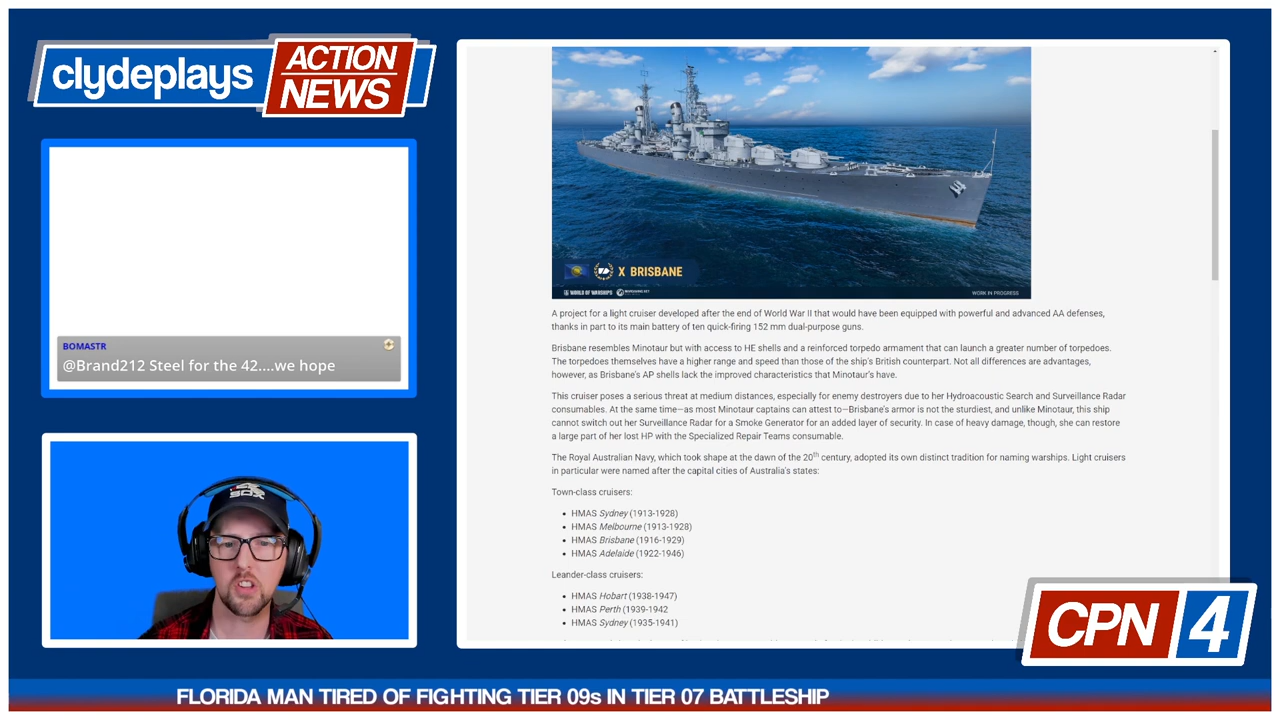 clydeplays
ACTION
NEWS
BOMASTR
@Brand212 Steel for the 42....we hope
SOX
X BRISBANE
WORLD OF WARSHIPS
WORK IN PROGRESS
A project for a light cruiser developed after the end of World War II that would have been equipped with powerful and advanced AA defenses,
thanks in part to its main battery of ten quick-firing 152 mm dual-purpose guns.
Brisbane resembles Minotaur but with access to HE shells and a reinforced torpedo armament that can launch a greater number of torpedoes.
The torpedoes themselves have a higher range and speed than those of the ship's British counterpart. Not all differences are advantages,
however, as Brisbane's AP shells lack the improved characteristics that Minotaur's have.
This cruiser poses a serious threat at medium distances, especially for enemy destroyers due to her Hydroacoustic Search and Surveillance Radar
consumables. At the same time—as most Minotaur captains can attest to—Brisbane's armor is not the sturdiest, and unlike Minotaur, this ship
cannot switch out her Surveillance Radar for a Smoke Generator for an added layer of security. In case of heavy damage, though, she can restore
a large part of her lost HP with the Specialized Repair Teams consumable.
The Royal Australian Navy, which took shape at the dawn of the 20th century, adopted its own distinct tradition for naming warships. Light cruisers
in particular were named after the capital cities of Australia's states:
Town-class cruisers:
• HMAS Sydney (1913-1928)
• HMAS Melbourne (1913-1928)
• HMAS Brisbane (1916-1929)
• HMAS Adelaide (1922-1946)
Leander-class cruisers:
• HMAS Hobart (1938-1947)
• HMAS Perth (1939-1942
• HMAS Sydney (1935-1941)
CPN 4
FLORIDA MAN TIRED OF FIGHTING TIER 09s IN TIER 07 BATTLESHIP